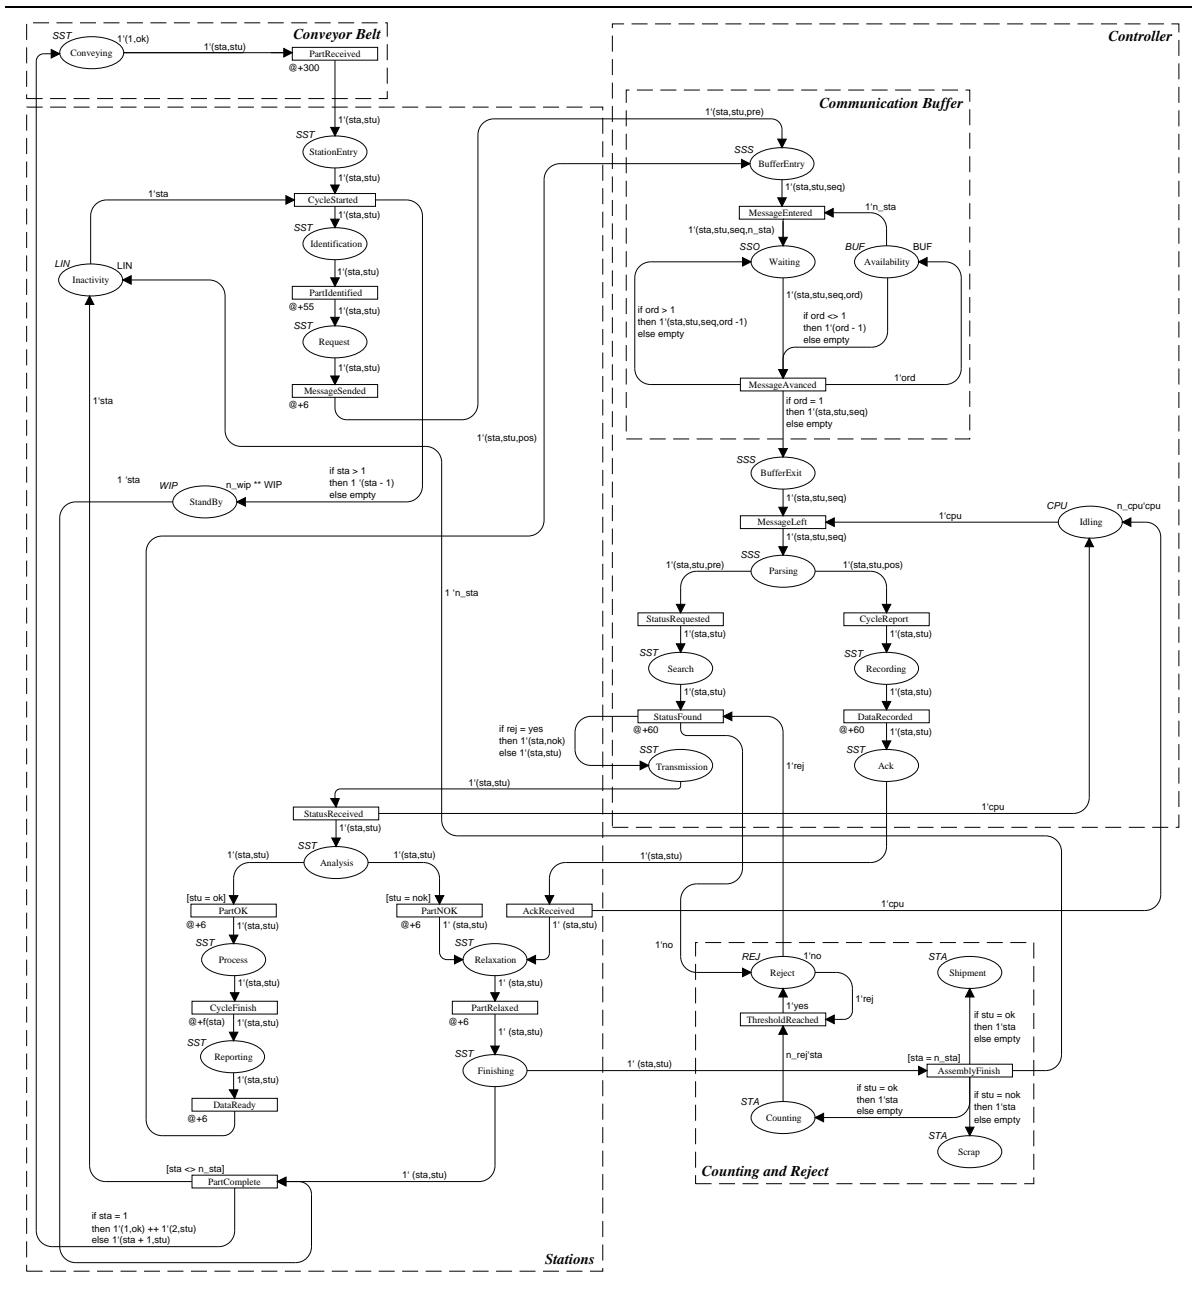 Conveyor Belt
SST
Conveying
1'(1,ok)
1'(sta,stu)
PartReceived
@+300
1'(sta,stu)
SST
StationEntry
1'(sta,stu)
1'sta
CycleStarted
1'(sta,stu)
SST
Identification
LIN
LIN
Inactivity
1'(sta,stu)
PartIdentified
@+55
1'(sta,stu)
SST
Request
1'(sta,stu)
MessageSended
@+6
1'sta
1'(sta,stu,pos)
1 'sta
WIP
n_wip ** WIP
StandBy
if sta > 1
then 1 '(sta - 1)
else empty
1 'n_sta
Controller
Communication Buffer
1'(sta,stu,pre)
SSS
BufferEntry
1'(sta,stu,seq)
MessageEntered
1'n_sta
1'(sta,stu,seq,n_sta)
SSO
Waiting
BUF
BUF
Availability
1'(sta,stu,seq,ord)
if ord > 1
then 1'(sta,stu,seq,ord -1)
else empty
if ord <> 1
then 1'(ord - 1)
else empty
MessageAvanced
1'ord
if ord = 1
then 1'(sta,stu,seq)
else empty
SSS
BufferExit
1'(sta,stu,seq)
MessageLeft
1'cpu
CPU
n_cpu'cpu
Idling
1'(sta,stu,seq)
SSS
Parsing
1'(sta,stu,pre)
1'(sta,stu,pos)
StatusRequested
CycleReport
1'(sta,stu)
1'(sta,stu)
SST
Search
SST
Recording
1'(sta,stu)
1'(sta,stu)
StatusFound
@+60
DataRecorded
@+60
1'(sta,stu)
if rej = yes
then 1'(sta,nok)
else 1'(sta,stu)
SST
Transmission
SST
Ack
1'rej
1'(sta,stu)
StatusReceived
1'cpu
1'(sta,stu)
SST
Analysis
1'(sta,stu)
1'(sta,stu)
1'(sta,stu)
[stu = ok]
PartOK
@+6
[stu = nok]
PartNOK
@+6
AckReceived
1'cpu
1'(sta,stu)
1' (sta,stu)
1' (sta,stu)
SST
Process
SST
Relaxation
1'(sta,stu)
1' (sta,stu)
CycleFinish
@+f(sta)
PartRelaxed
@+6
1'(sta,stu)
1' (sta,stu)
SST
Reporting
SST
Finishing
1'(sta,stu)
DataReady
@+6
1' (sta,stu)
1'no
REJ
1'no
Reject
1'rej
1'yes
ThresholdReached
n_rej'sta
STA
Shipment
if stu = ok
then 1'sta
else empty
[sta = n_sta]
AssemblyFinish
if stu = ok
then 1'sta
else empty
if stu = nok
then 1'sta
else empty
STA
Counting
STA
Scrap
Counting and Reject
[sta <> n_sta]
PartComplete
1' (sta,stu)
if sta = 1
then 1'(1,ok) ++ 1'(2,stu)
else 1'(sta + 1,stu)
Stations